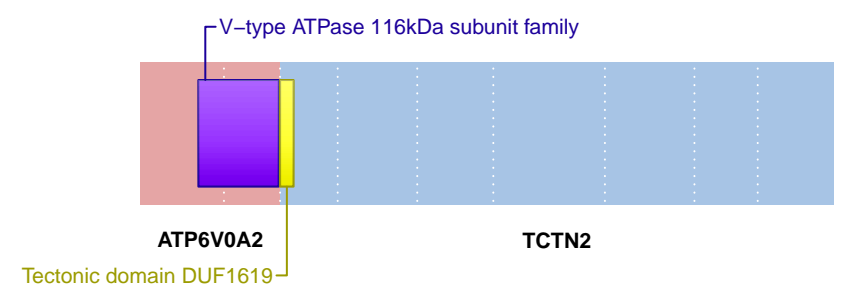 V−type ATPase 116kDa subunit family
ATP6V0A2
TCTN2
Tectonic domain DUF1619